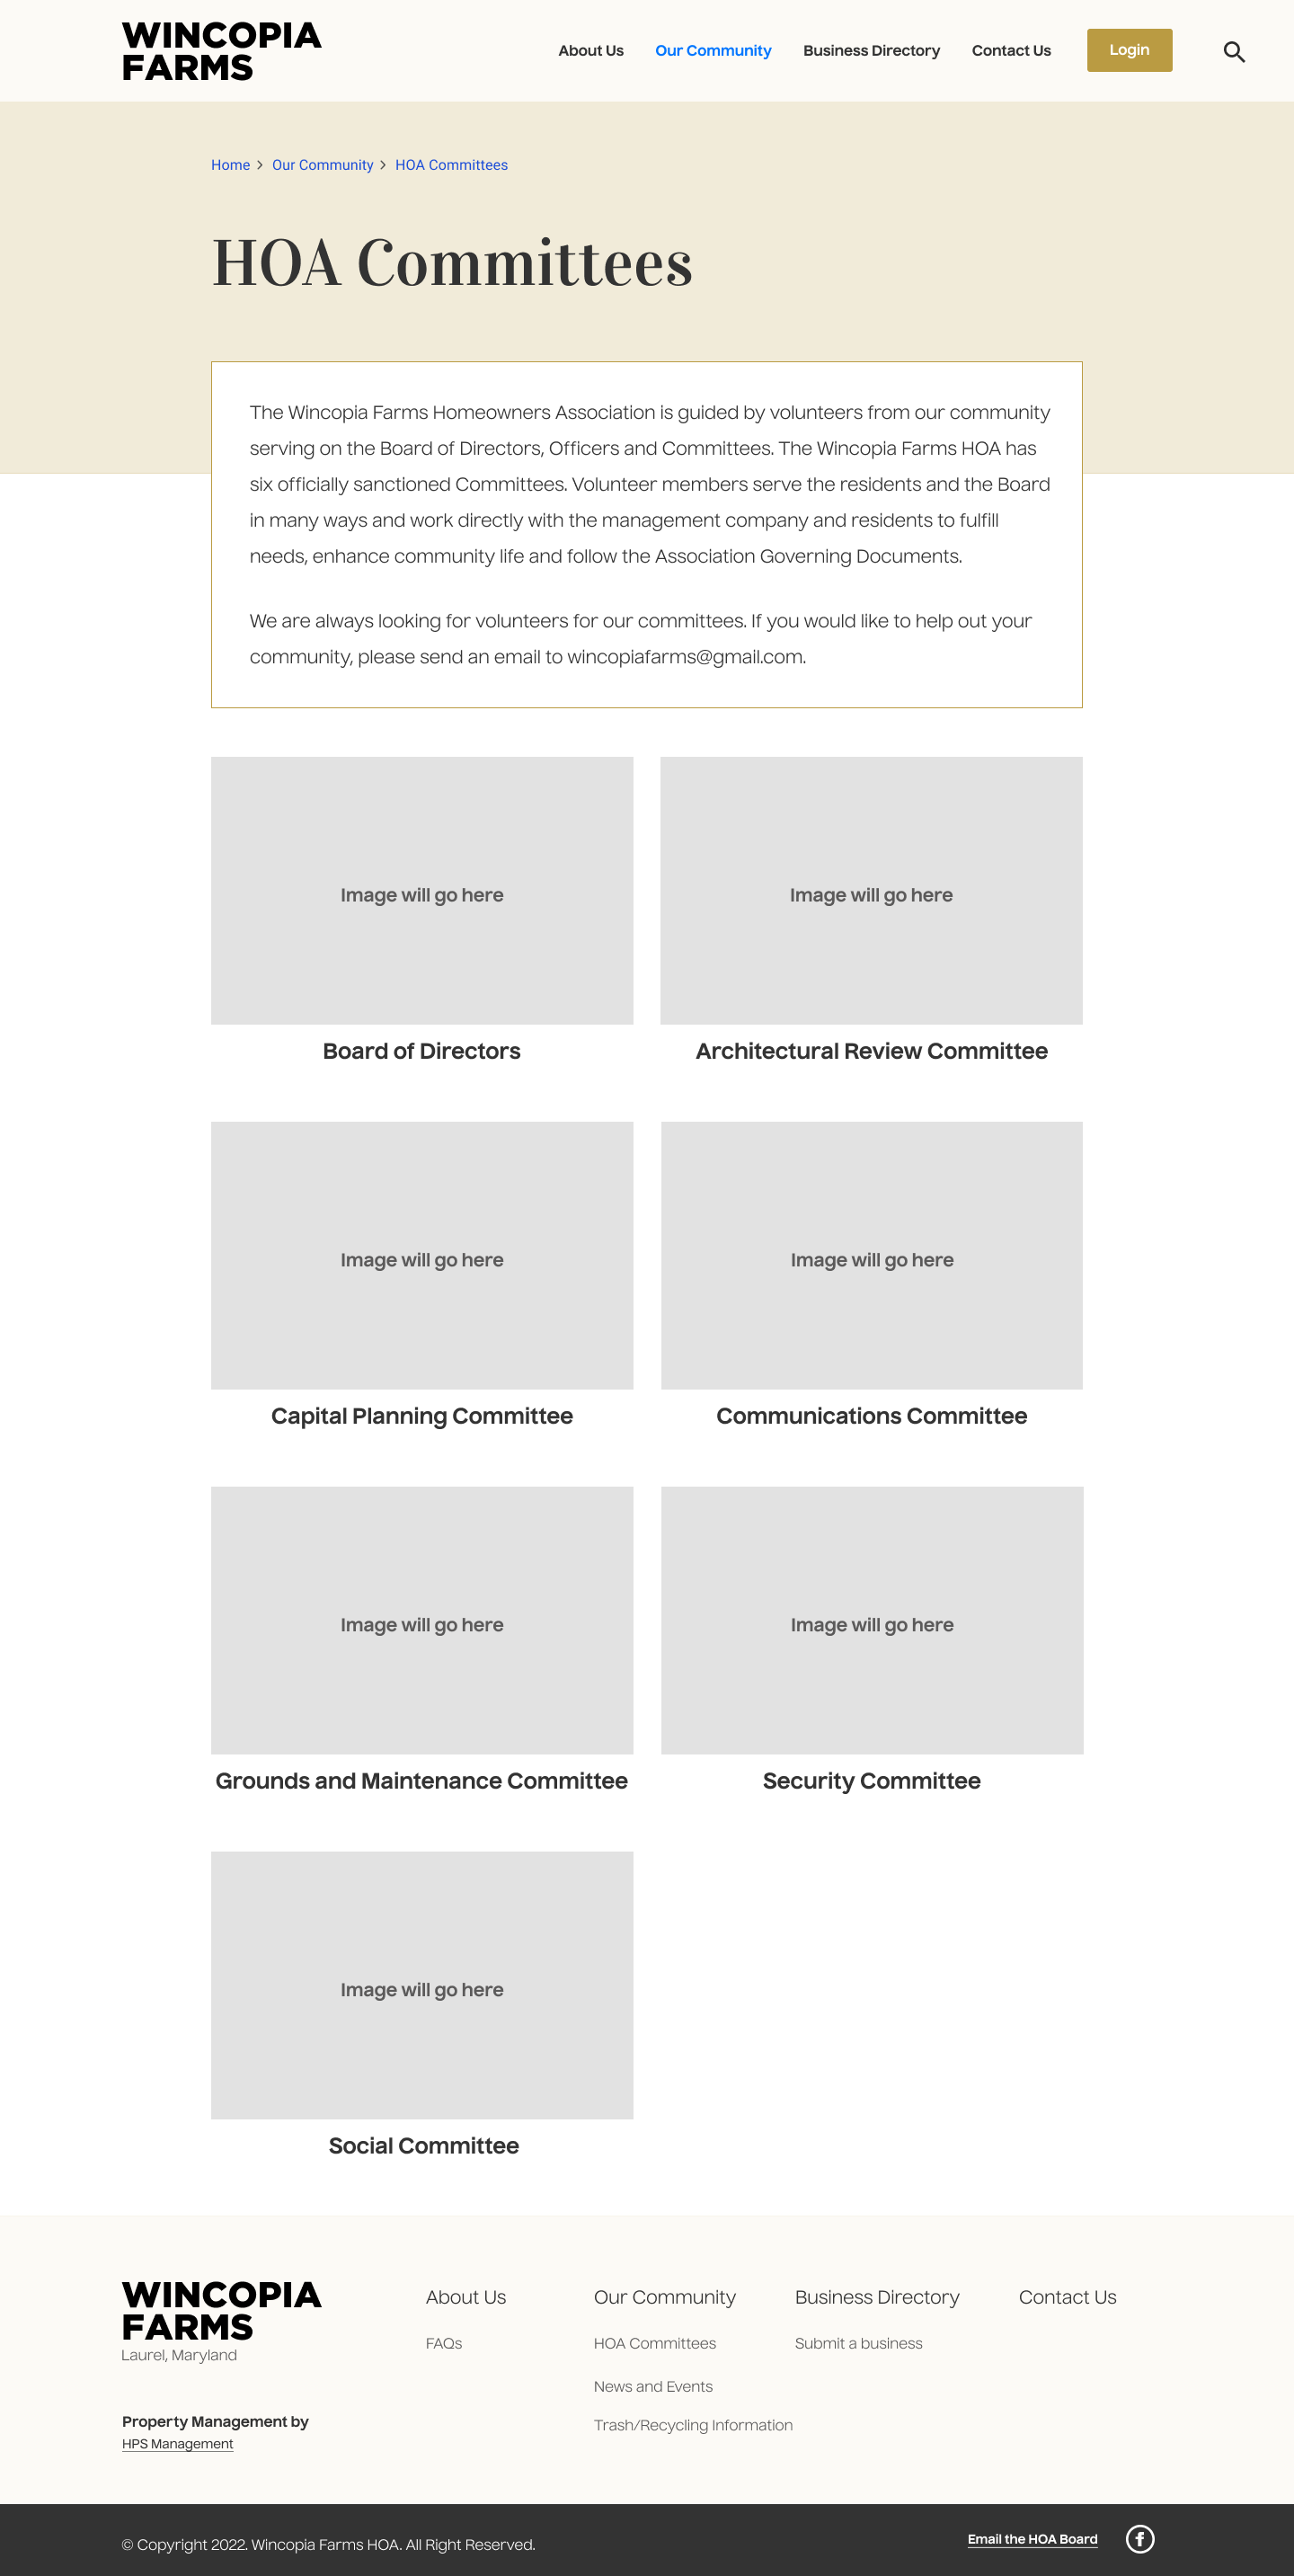 WINCOPIA
FARMS
About Us
Our Community
Business Directory
Contact Us
Login
Home
Our Community
HOA Committees
HOA Committees
The Wincopia Farms Homeowners Association is guided by volunteers from our community
serving on the Board of Directors, Officers and Committees. The Wincopia Farms HOA has
six officially sanctioned Committees. Volunteer members serve the residents and the Board
in many ways and work directly with the management company and residents to fulfill
needs, enhance community life and follow the Association Governing Documents.
We are always looking for volunteers for our committees. If you would like to help out your
community, please send an email to wincopiafarms@gmail.com.
Image will go here
Image will go here
Board of Directors
Architectural Review Committee
Image will go here
Image will go here
Capital Planning Committee
Communications Committee
Image will go here
Image will go here
Grounds and Maintenance Committee
Security Committee
Image will go here
Social Committee
WINCOPIA
FARMS
Laurel, Maryland
Property Management by
HPS Management
About Us
FAQs
Our Community
HOA Committees
News and Events
Trash/Recycling Information
Business Directory
Submit a business
Contact Us
© Copyright 2022. Wincopia Farms HOA. All Right Reserved.
Email the HOA Board